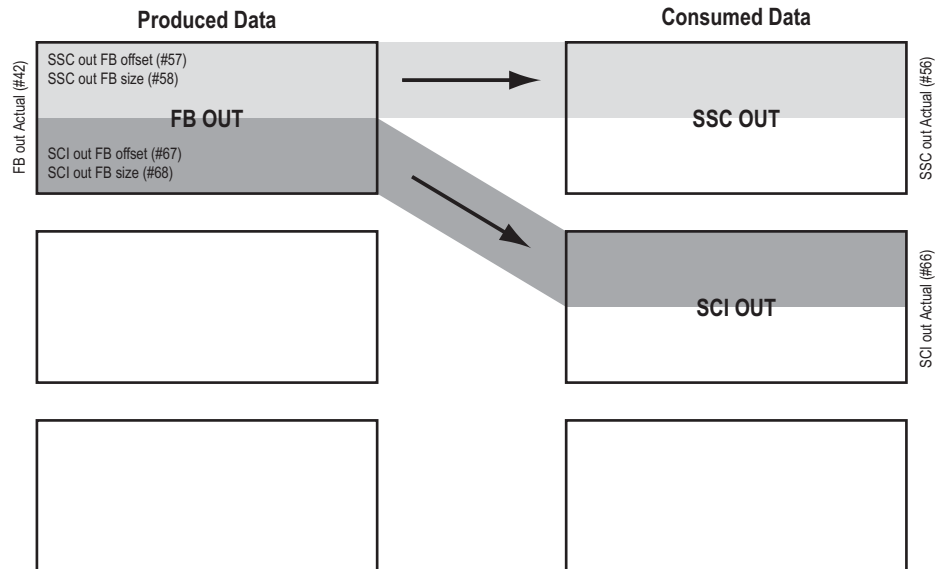 Produced Data
Consumed Data
FB out Actual (#42)
SSC out FB offset (#57)
SSC out FB size (#58)
FB OUT
SCI out FB offset (#67)
SCI out FB size (#68)
SSC OUT
SSC out Actual (#56)
SCI OUT
SCI out Actual (#66)